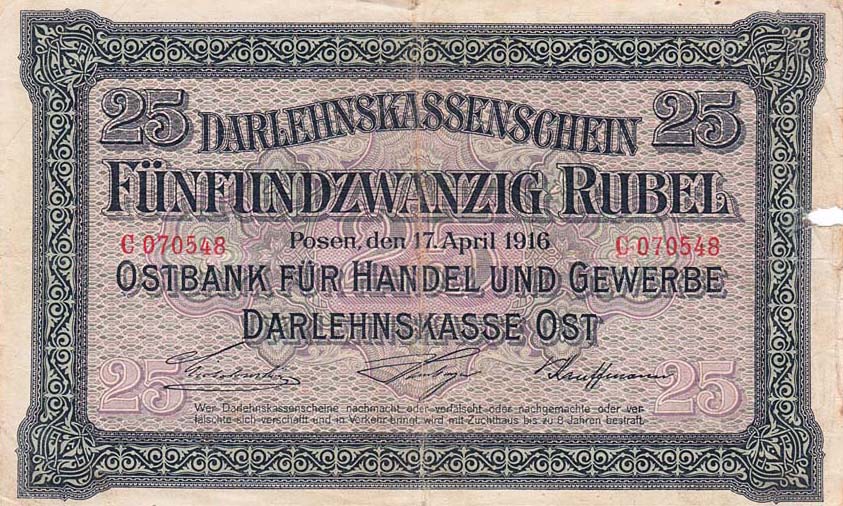 25 DARLEHNSKASSENSCHEIN 25
FÜNFUNDZWANZIG RUBEL
C 070548 Posen, den 17. April 1916 C 070548
25
OSTBANK FÜR HANDEL UND GEWERBE
DARLEHNSKASSE OST
Kauffmann
25 25
Wer Darlehnskassenscheine nachmacht oder verfälscht oder nachgemachte oder ver-
fälschte sich verschafft und in Verkehr bringt, wird mit Zuchthaus bis zu 8 Jahren bestraft.